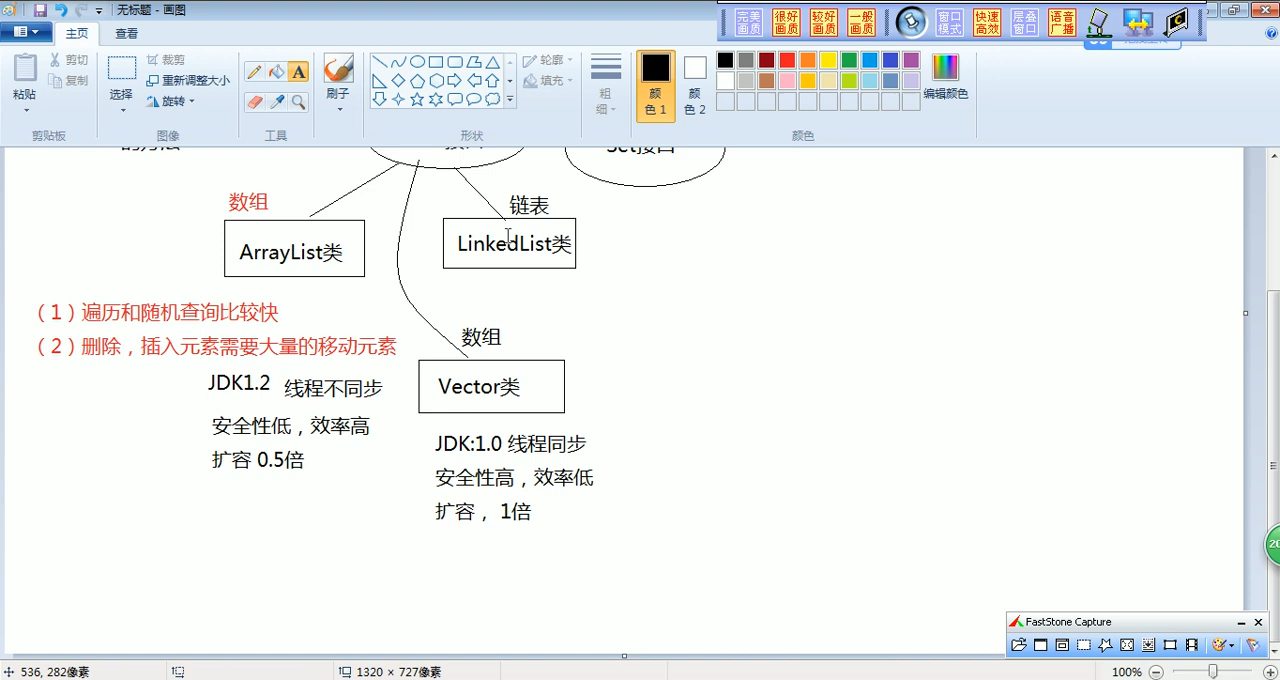 无标题 - 画图
完美画质 很好画质 较好画质 一般画质 窗口模式 快速高效 层叠窗口 语音广播
主页 查看
粘贴 剪切 复制
选择 裁剪 重新调整大小 旋转
A
刷子
轮廓 填充
粗细
颜色 1 颜色 2
编辑颜色
剪贴板 图像 工具 形状 颜色
Set接口
数组
链表
ArrayList类
LinkedList类
（1）遍历和随机查询比较快
（2）删除，插入元素需要大量的移动元素
数组
JDK1.2 线程不同步
Vector类
安全性低，效率高
扩容 0.5倍
JDK:1.0 线程同步
安全性高，效率低
扩容， 1倍
FastStone Capture
536, 282像素
1320 × 727像素
100%